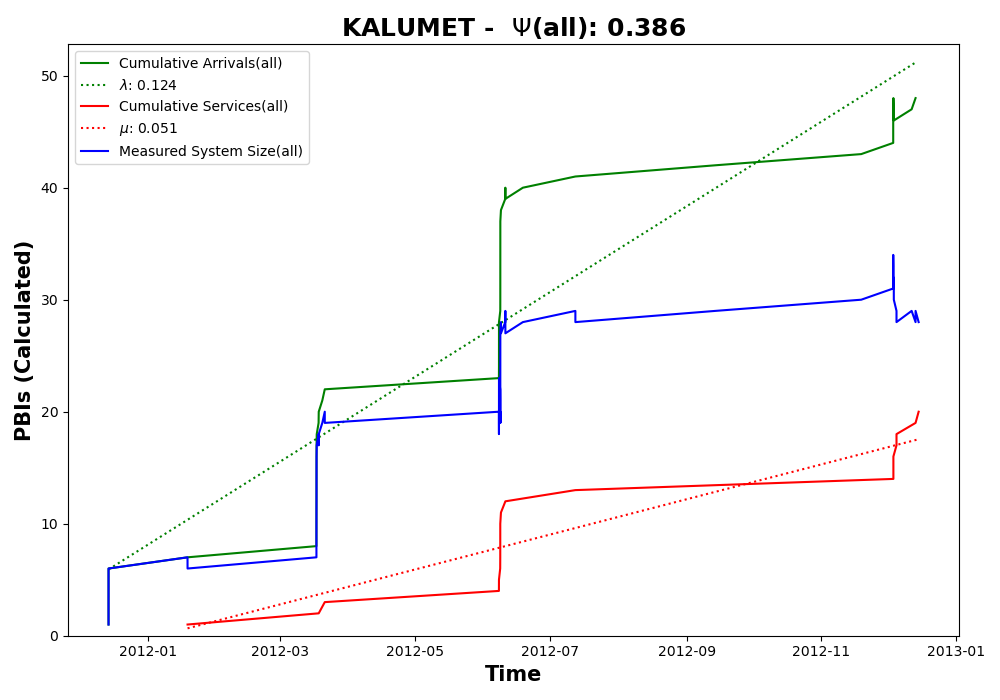 KALUMET - Ψ(all): 0.386
Cumulative Arrivals(all)
λ: 0.124
Cumulative Services(all)
μ: 0.051
Measured System Size(all)
PBIs (Calculated)
50
40
30
20
10
0
2012-01 2012-03 2012-05 2012-07 2012-09 2012-11 2013-01
Time